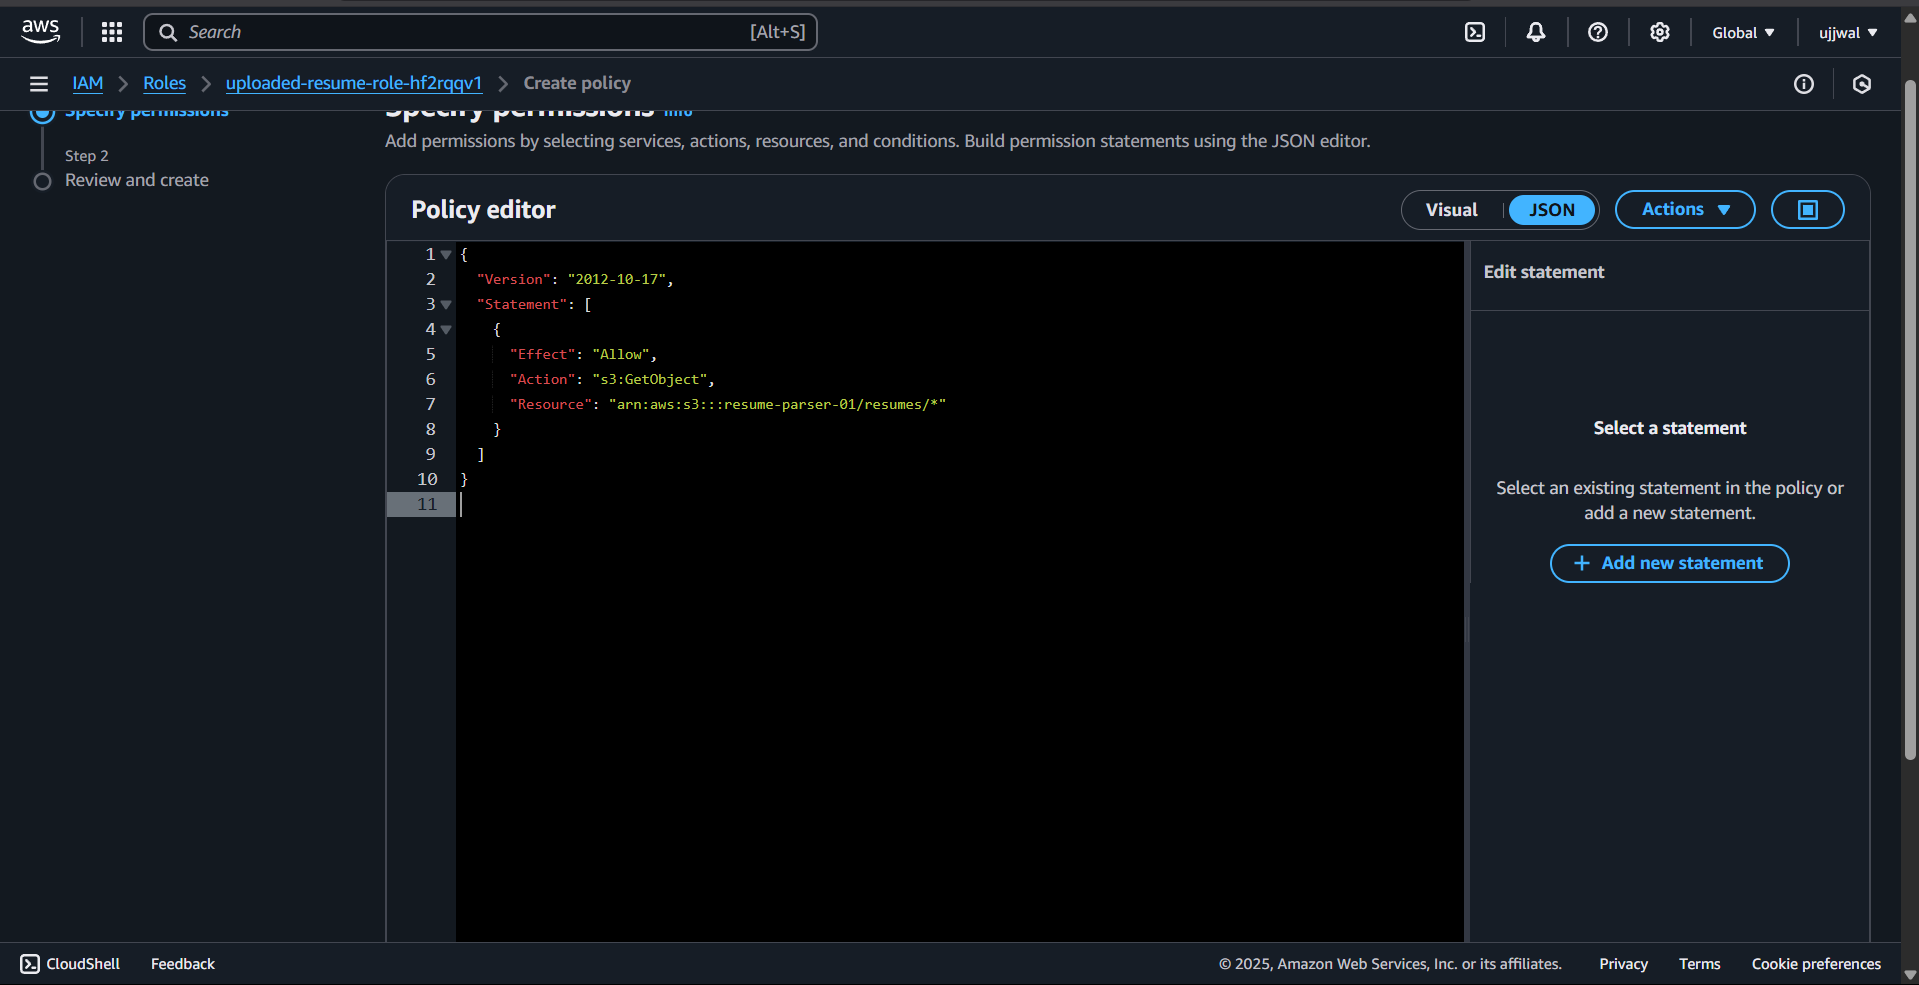 aws
Search [Alt+S]
Global ujjwal
IAM Roles uploaded-resume-role-hf2rqqv1 Create policy
Specify permissions
Step 2
Review and create
Specify permissions Info
Add permissions by selecting services, actions, resources, and conditions. Build permission statements using the JSON editor.
Policy editor
Visual JSON Actions
1 {
2 "Version": "2012-10-17",
3 "Statement": [
4 {
5 "Effect": "Allow",
6 "Action": "s3:GetObject",
7 "Resource": "arn:aws:s3:::resume-parser-01/resumes/*"
8 }
9 ]
10 }
11
Edit statement
Select a statement
Select an existing statement in the policy or
add a new statement.
+ Add new statement
CloudShell Feedback
© 2025, Amazon Web Services, Inc. or its affiliates. Privacy Terms Cookie preferences